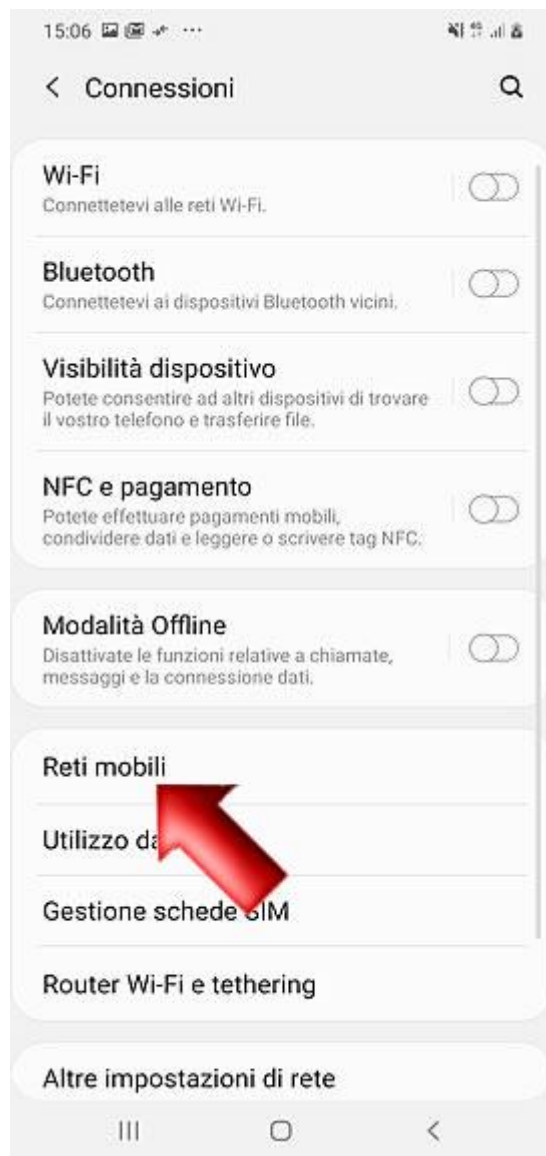 15:06
Connessioni
Wi-Fi
Connettetevi alle reti Wi-Fi.
Bluetooth
Connettetevi ai dispositivi Bluetooth vicini.
Visibilità dispositivo
Potete consentire ad altri dispositivi di trovare
il vostro telefono e trasferire file.
NFC e pagamento
Potete effettuare pagamenti mobili,
condividere dati e leggere o scrivere tag NFC.
Modalità Offline
Disattivate le funzioni relative a chiamate,
messaggi e la connessione dati.
Reti mobili
Utilizzo
Gestione schede SIM
Router Wi-Fi e tethering
Altre impostazioni di rete